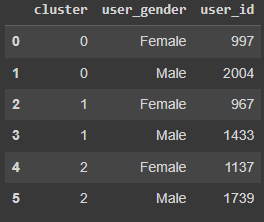 cluster user_gender user_id
0 0 Female 997
1 0 Male 2004
2 1 Female 967
3 1 Male 1433
4 2 Female 1137
5 2 Male 1739